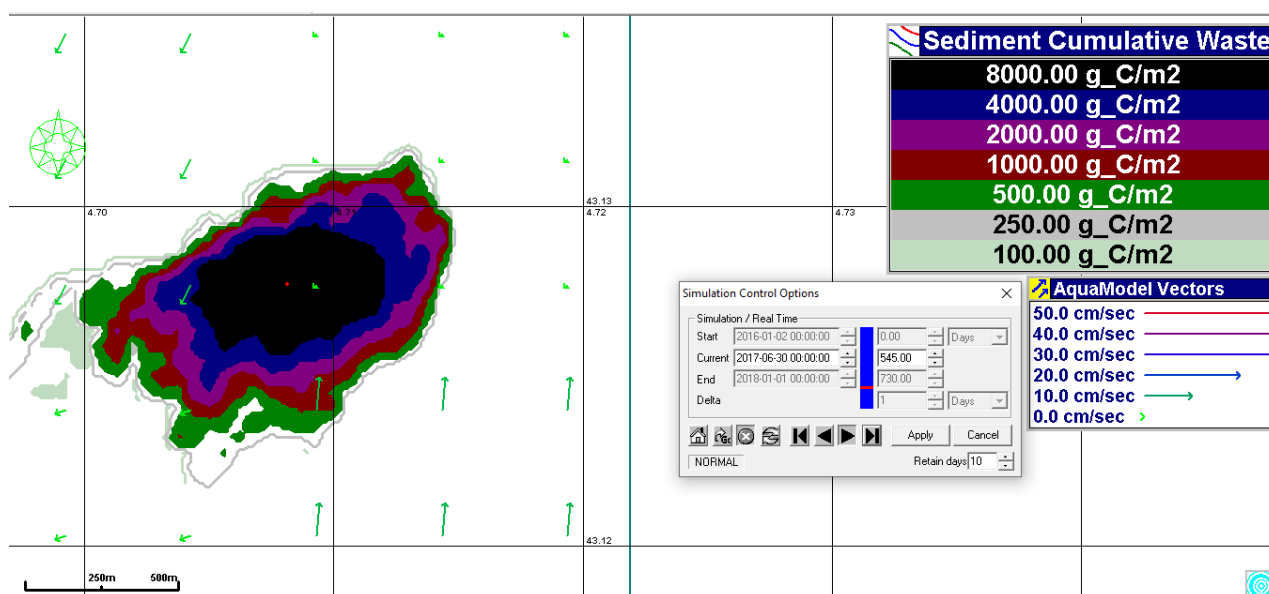 Sediment Cumulative Waste
8000.00 g_C/m2
4000.00 g_C/m2
2000.00 g_C/m2
1000.00 g_C/m2
500.00 g_C/m2
250.00 g_C/m2
100.00 g_C/m2
43.13
4.70
4.71
4.72
4.73
AquaModel Vectors
50.0 cm/sec
40.0 cm/sec
30.0 cm/sec
20.0 cm/sec
10.0 cm/sec
0.0 cm/sec
Simulation Control Options
Simulation / Real Time
Start 2016-01-02 00:00:00 0.00 Days
Current 2017-06-30 00:00:00 545.00
End 2018-01-01 00:00:00 730.00
Delta 1 Days
Apply Cancel
NORMAL Retain days 10
43.12
250m 500m